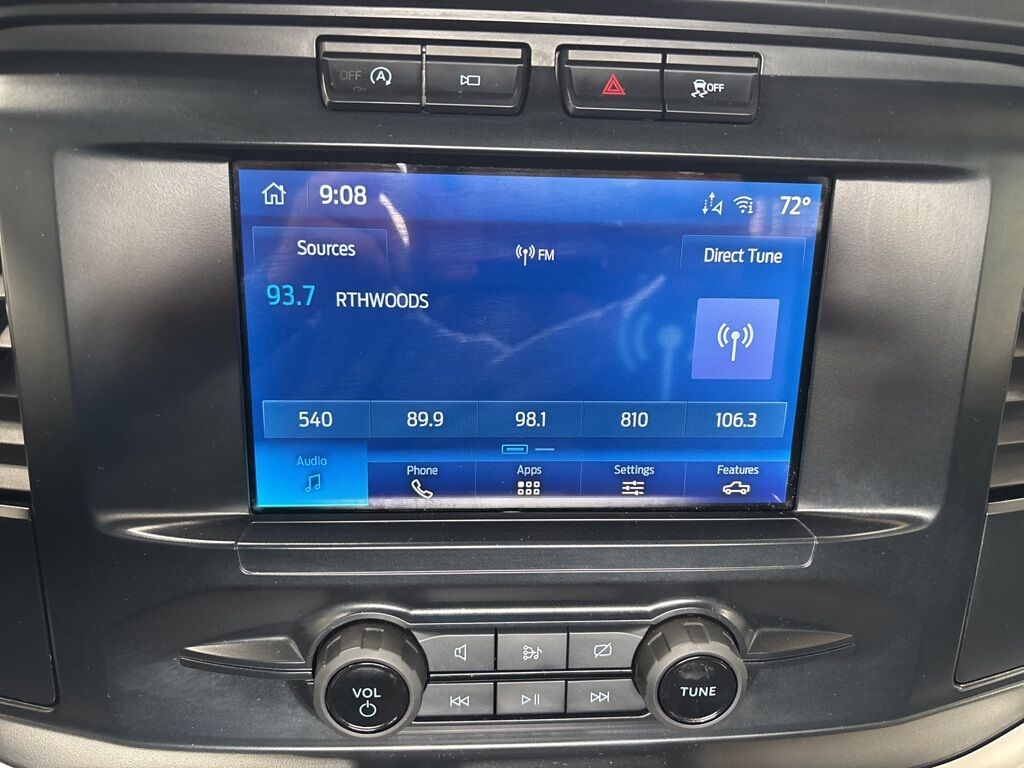 OFF A OFF
9:08 72°
Sources FM Direct Tune
93.7 RTHWOODS
540 89.9 98.1 810 106.3
Audio Phone Apps Settings Features
VOL TUNE